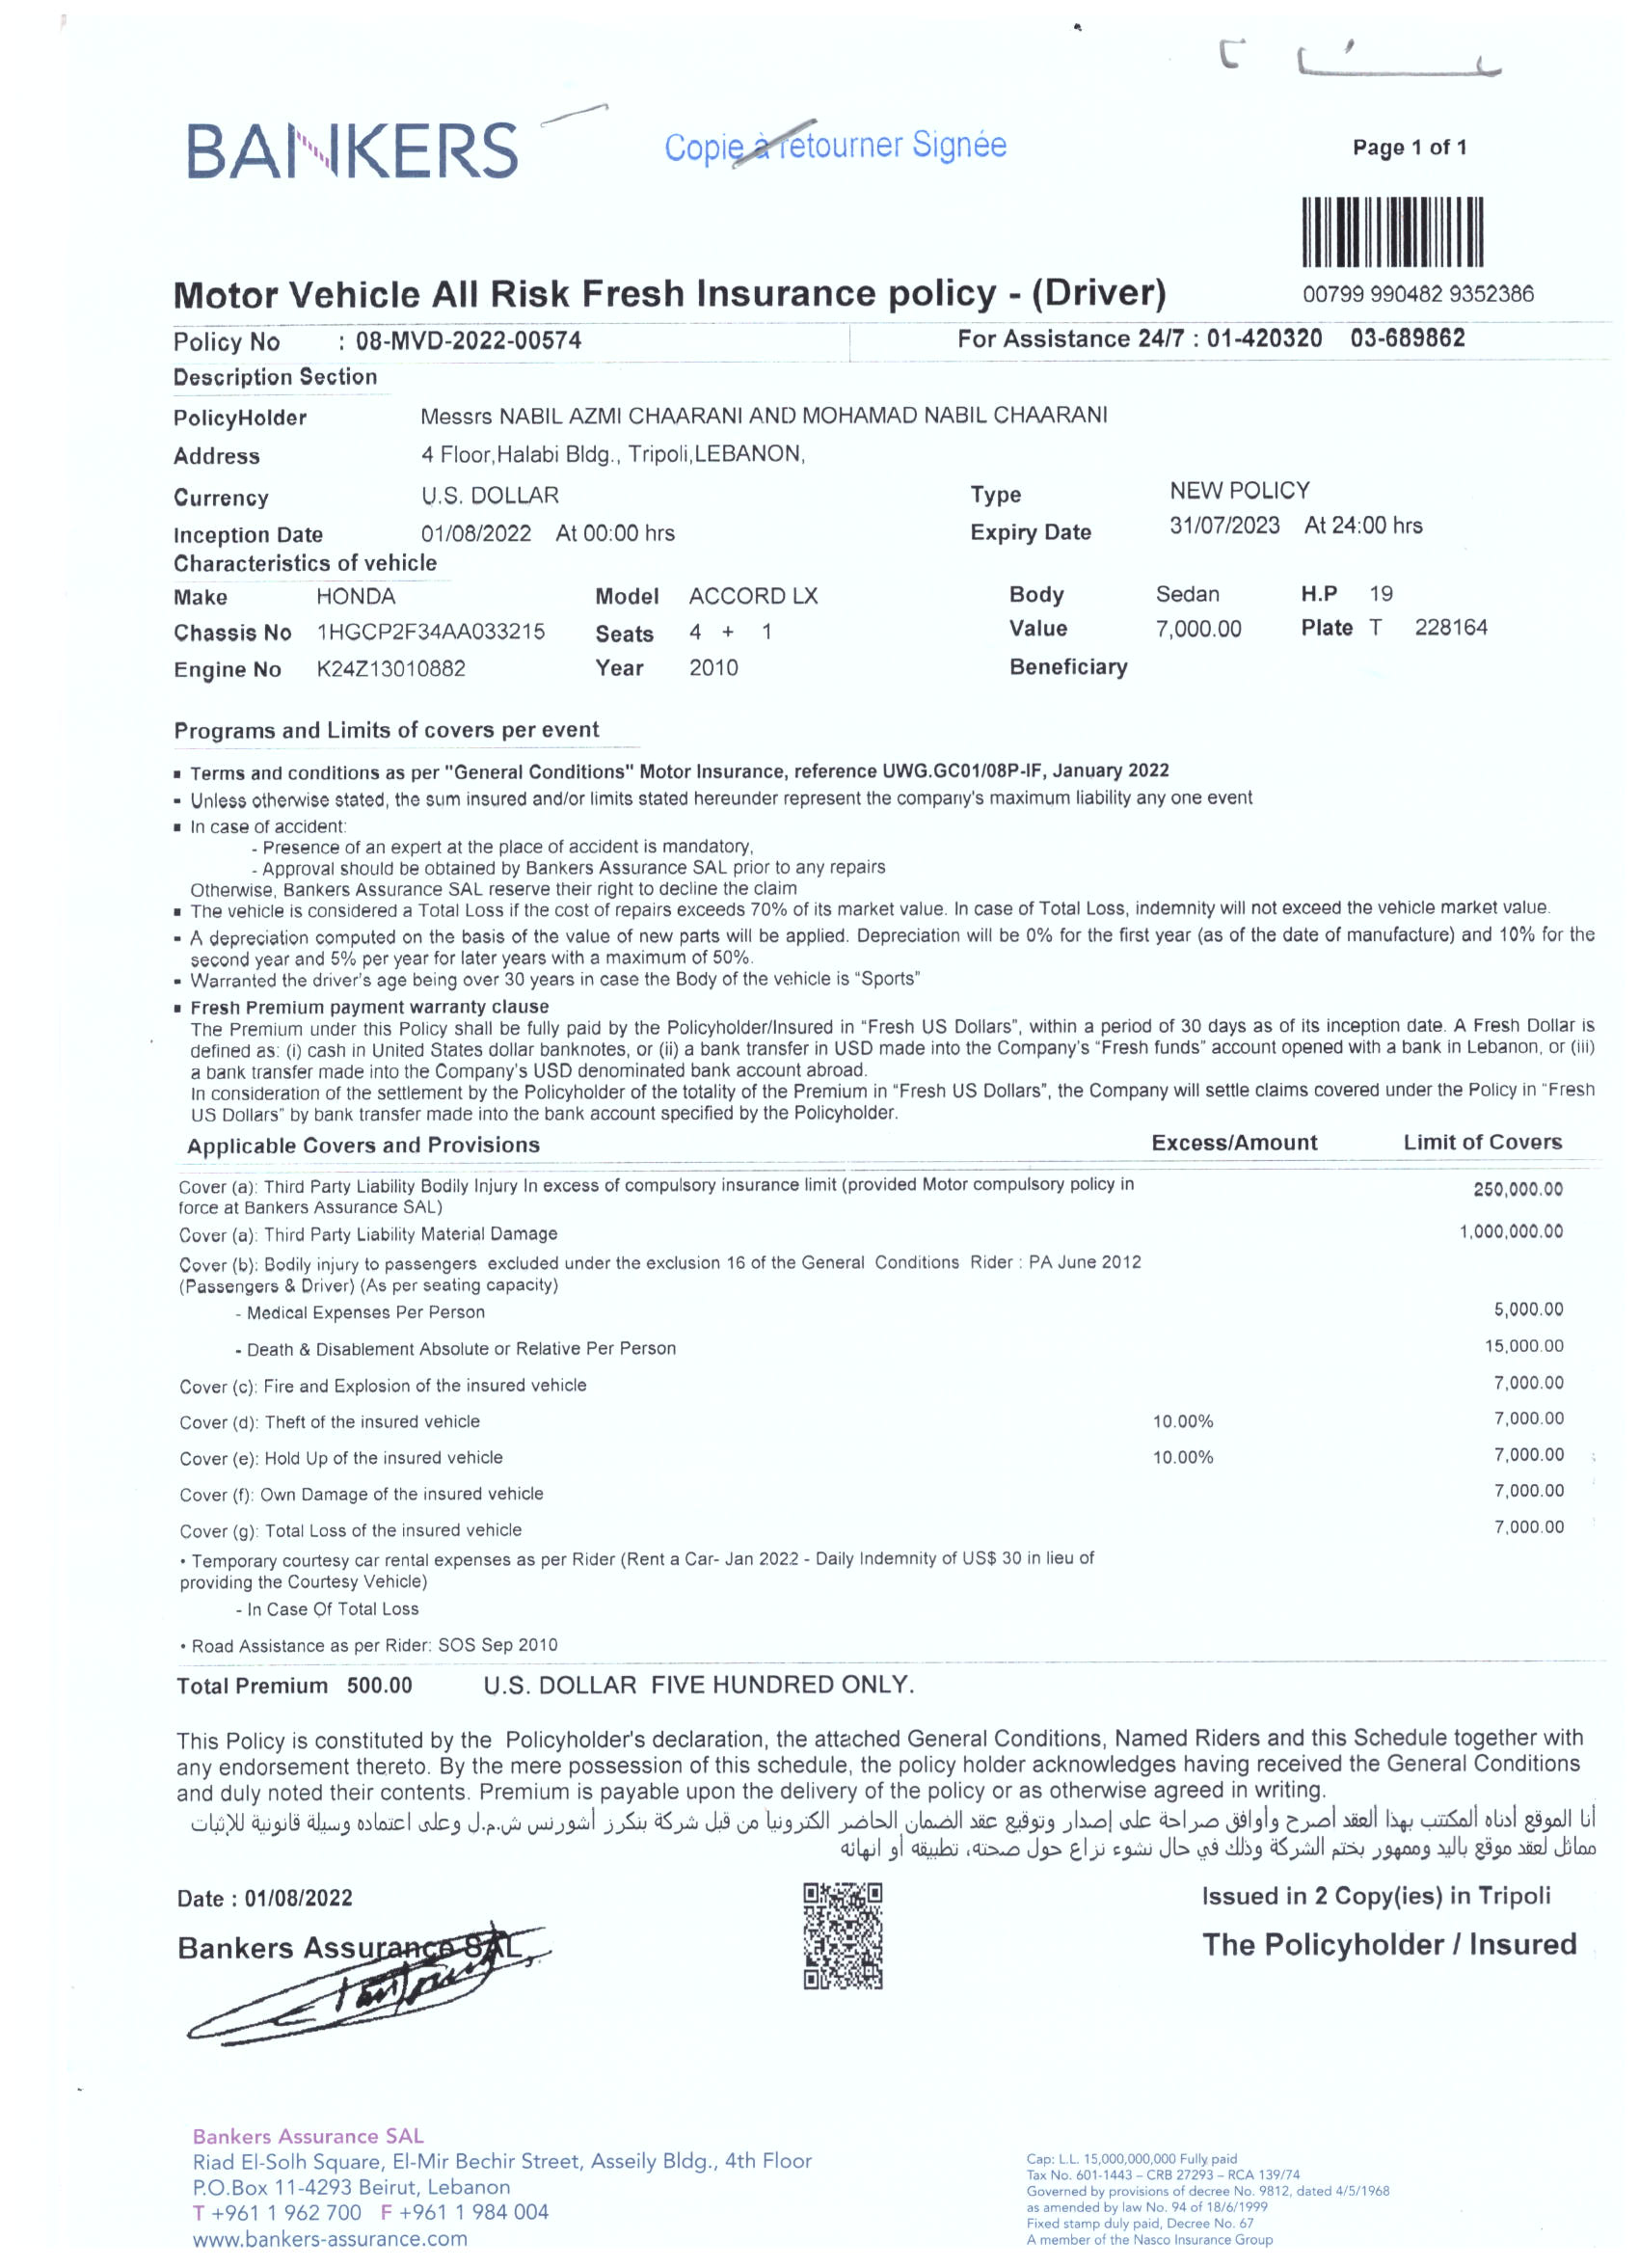 BANKERS
Copie à retourner Signée
Page 1 of 1
00799 990482 9352386
Motor Vehicle All Risk Fresh Insurance policy - (Driver)
Policy No : 08-MVD-2022-00574 For Assistance 24/7 : 01-420320 03-689862
Description Section
PolicyHolder Messrs NABIL AZMI CHAARANI AND MOHAMAD NABIL CHAARANI
Address 4 Floor,Halabi Bldg., Tripoli,LEBANON,
Currency U.S. DOLLAR Type NEW POLICY
Inception Date 01/08/2022 At 00:00 hrs Expiry Date 31/07/2023 At 24:00 hrs
Characteristics of vehicle
Make HONDA Model ACCORD LX Body Sedan H.P 19
Chassis No 1HGCP2F34AA033215 Seats 4 + 1 Value 7,000.00 Plate T 228164
Engine No K24Z13010882 Year 2010 Beneficiary
Programs and Limits of covers per event
▪ Terms and conditions as per "General Conditions" Motor Insurance, reference UWG.GC01/08P-IF, January 2022
▪ Unless otherwise stated, the sum insured and/or limits stated hereunder represent the company's maximum liability any one event
▪ In case of accident:
- Presence of an expert at the place of accident is mandatory,
- Approval should be obtained by Bankers Assurance SAL prior to any repairs
Otherwise, Bankers Assurance SAL reserve their right to decline the claim
▪ The vehicle is considered a Total Loss if the cost of repairs exceeds 70% of its market value. In case of Total Loss, indemnity will not exceed the vehicle market value.
▪ A depreciation computed on the basis of the value of new parts will be applied. Depreciation will be 0% for the first year (as of the date of manufacture) and 10% for the
second year and 5% per year for later years with a maximum of 50%.
▪ Warranted the driver's age being over 30 years in case the Body of the vehicle is “Sports”
▪ Fresh Premium payment warranty clause
The Premium under this Policy shall be fully paid by the Policyholder/Insured in “Fresh US Dollars”, within a period of 30 days as of its inception date. A Fresh Dollar is
defined as: (i) cash in United States dollar banknotes, or (ii) a bank transfer in USD made into the Company's “Fresh funds” account opened with a bank in Lebanon, or (iii)
a bank transfer made into the Company's USD denominated bank account abroad.
In consideration of the settlement by the Policyholder of the totality of the Premium in “Fresh US Dollars”, the Company will settle claims covered under the Policy in “Fresh
US Dollars” by bank transfer made into the bank account specified by the Policyholder.
Applicable Covers and Provisions Excess/Amount Limit of Covers
Cover (a): Third Party Liability Bodily Injury In excess of compulsory insurance limit (provided Motor compulsory policy in 250,000.00
force at Bankers Assurance SAL)
Cover (a): Third Party Liability Material Damage 1,000,000.00
Cover (b): Bodily injury to passengers excluded under the exclusion 16 of the General Conditions Rider : PA June 2012
(Passengers & Driver) (As per seating capacity)
- Medical Expenses Per Person 5,000.00
- Death & Disablement Absolute or Relative Per Person 15,000.00
Cover (c): Fire and Explosion of the insured vehicle 7,000.00
Cover (d): Theft of the insured vehicle 10.00% 7,000.00
Cover (e): Hold Up of the insured vehicle 10.00% 7,000.00
Cover (f): Own Damage of the insured vehicle 7,000.00
Cover (g): Total Loss of the insured vehicle 7,000.00
• Temporary courtesy car rental expenses as per Rider (Rent a Car- Jan 2022 - Daily Indemnity of US$ 30 in lieu of
providing the Courtesy Vehicle)
- In Case Of Total Loss
• Road Assistance as per Rider: SOS Sep 2010
Total Premium 500.00 U.S. DOLLAR FIVE HUNDRED ONLY.
This Policy is constituted by the Policyholder's declaration, the attached General Conditions, Named Riders and this Schedule together with
any endorsement thereto. By the mere possession of this schedule, the policy holder acknowledges having received the General Conditions
and duly noted their contents. Premium is payable upon the delivery of the policy or as otherwise agreed in writing.
أنا الموقع أدناه المكتتب بهذا العقد أصرح وأوافق صراحة على إصدار وتوقيع عقد الضمان الحاضر الكترونيا من قبل شركة بنكرز أشورنس ش.م.ل وعلى اعتماده وسيلة قانونية للاثبات
مماثل لعقد موقع باليد وممهور بختم الشركة وذلك في حال نشوء نزاع حول صحته، تطبيقه أو انهائه
Date : 01/08/2022 Issued in 2 Copy(ies) in Tripoli
Bankers Assurance SAL The Policyholder / Insured
Bankers Assurance SAL
Riad El-Solh Square, El-Mir Bechir Street, Asseily Bldg., 4th Floor
P.O.Box 11-4293 Beirut, Lebanon
T +961 1 962 700 F +961 1 984 004
www.bankers-assurance.com
Cap: L.L. 15,000,000,000 Fully paid
Tax No. 601-1443 – CRB 27293 – RCA 139/74
Governed by provisions of decree No. 9812, dated 4/5/1968
as amended by law No. 94 of 18/6/1999
Fixed stamp duly paid, Decree No. 67
A member of the Nasco Insurance Group